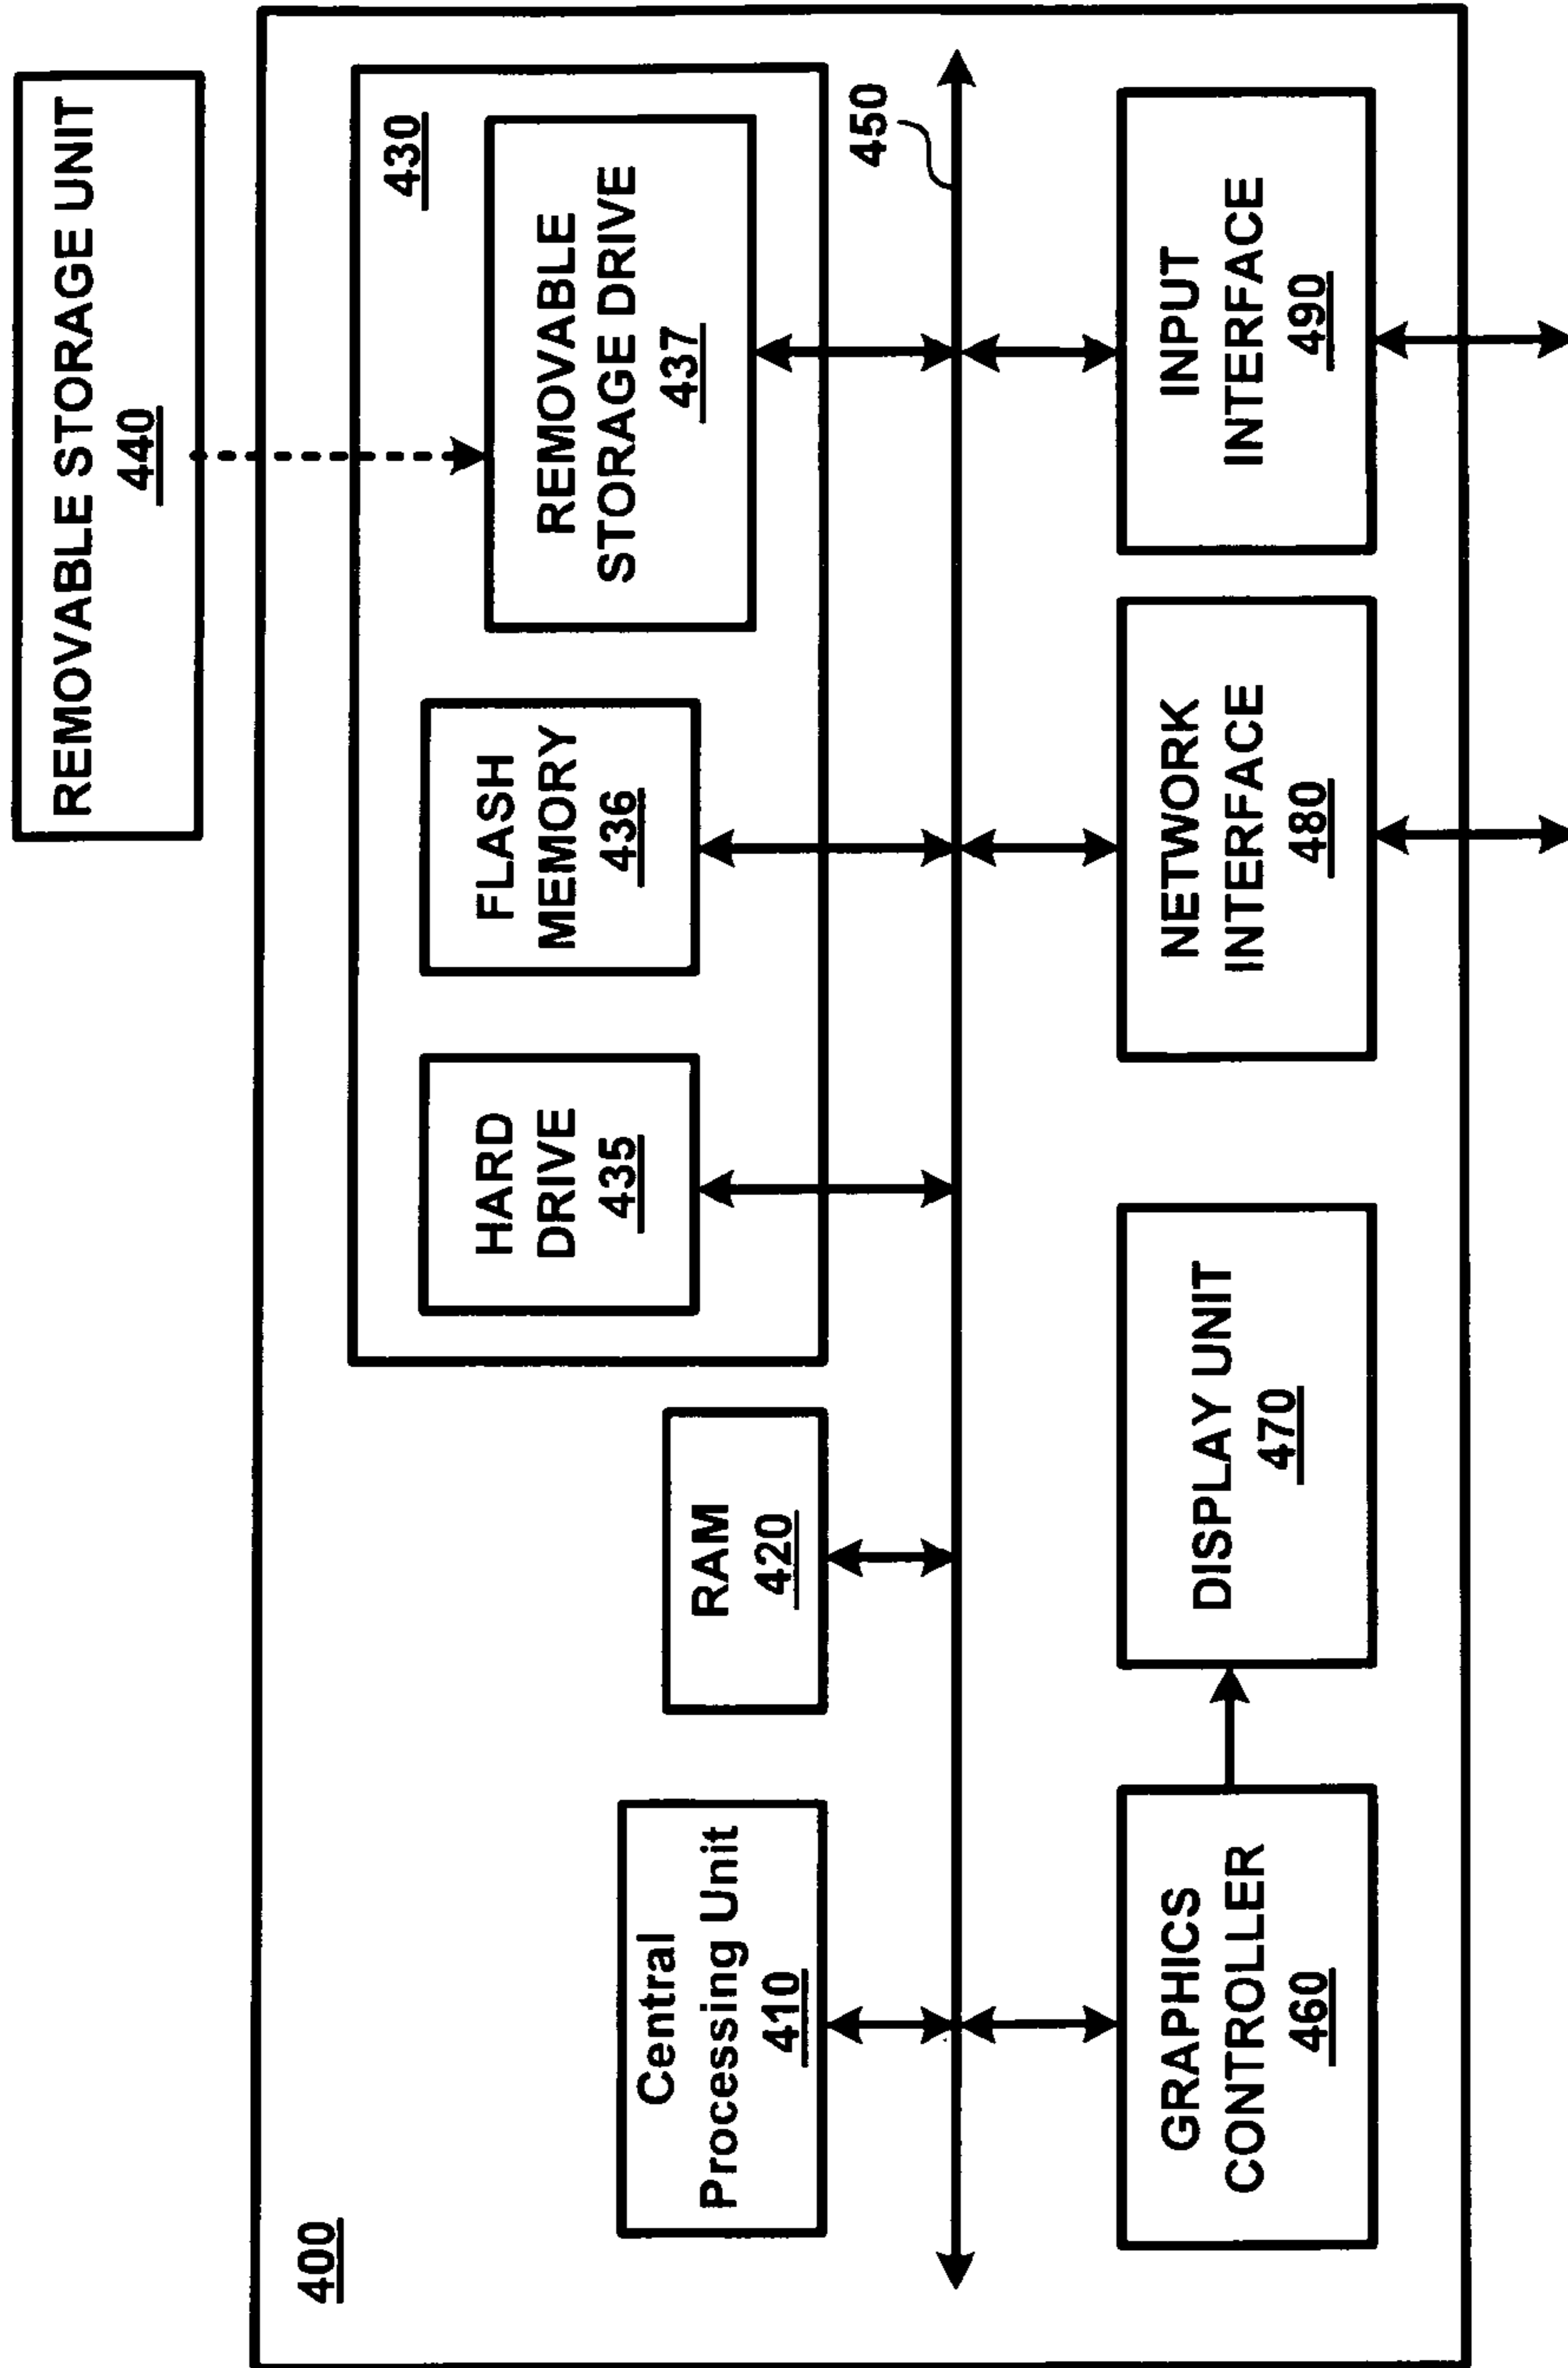 REMOVABLE STORAGE UNIT
440
400
430
Central
Processing Unit
410
RAM
420
HARD
DRIVE
435
FLASH
MEMORY
436
REMOVABLE
STORAGE DRIVE
437
450
GRAPHICS
CONTROLLER
460
DISPLAY UNIT
470
NETWORK
INTERFACE
480
INPUT
INTERFACE
490